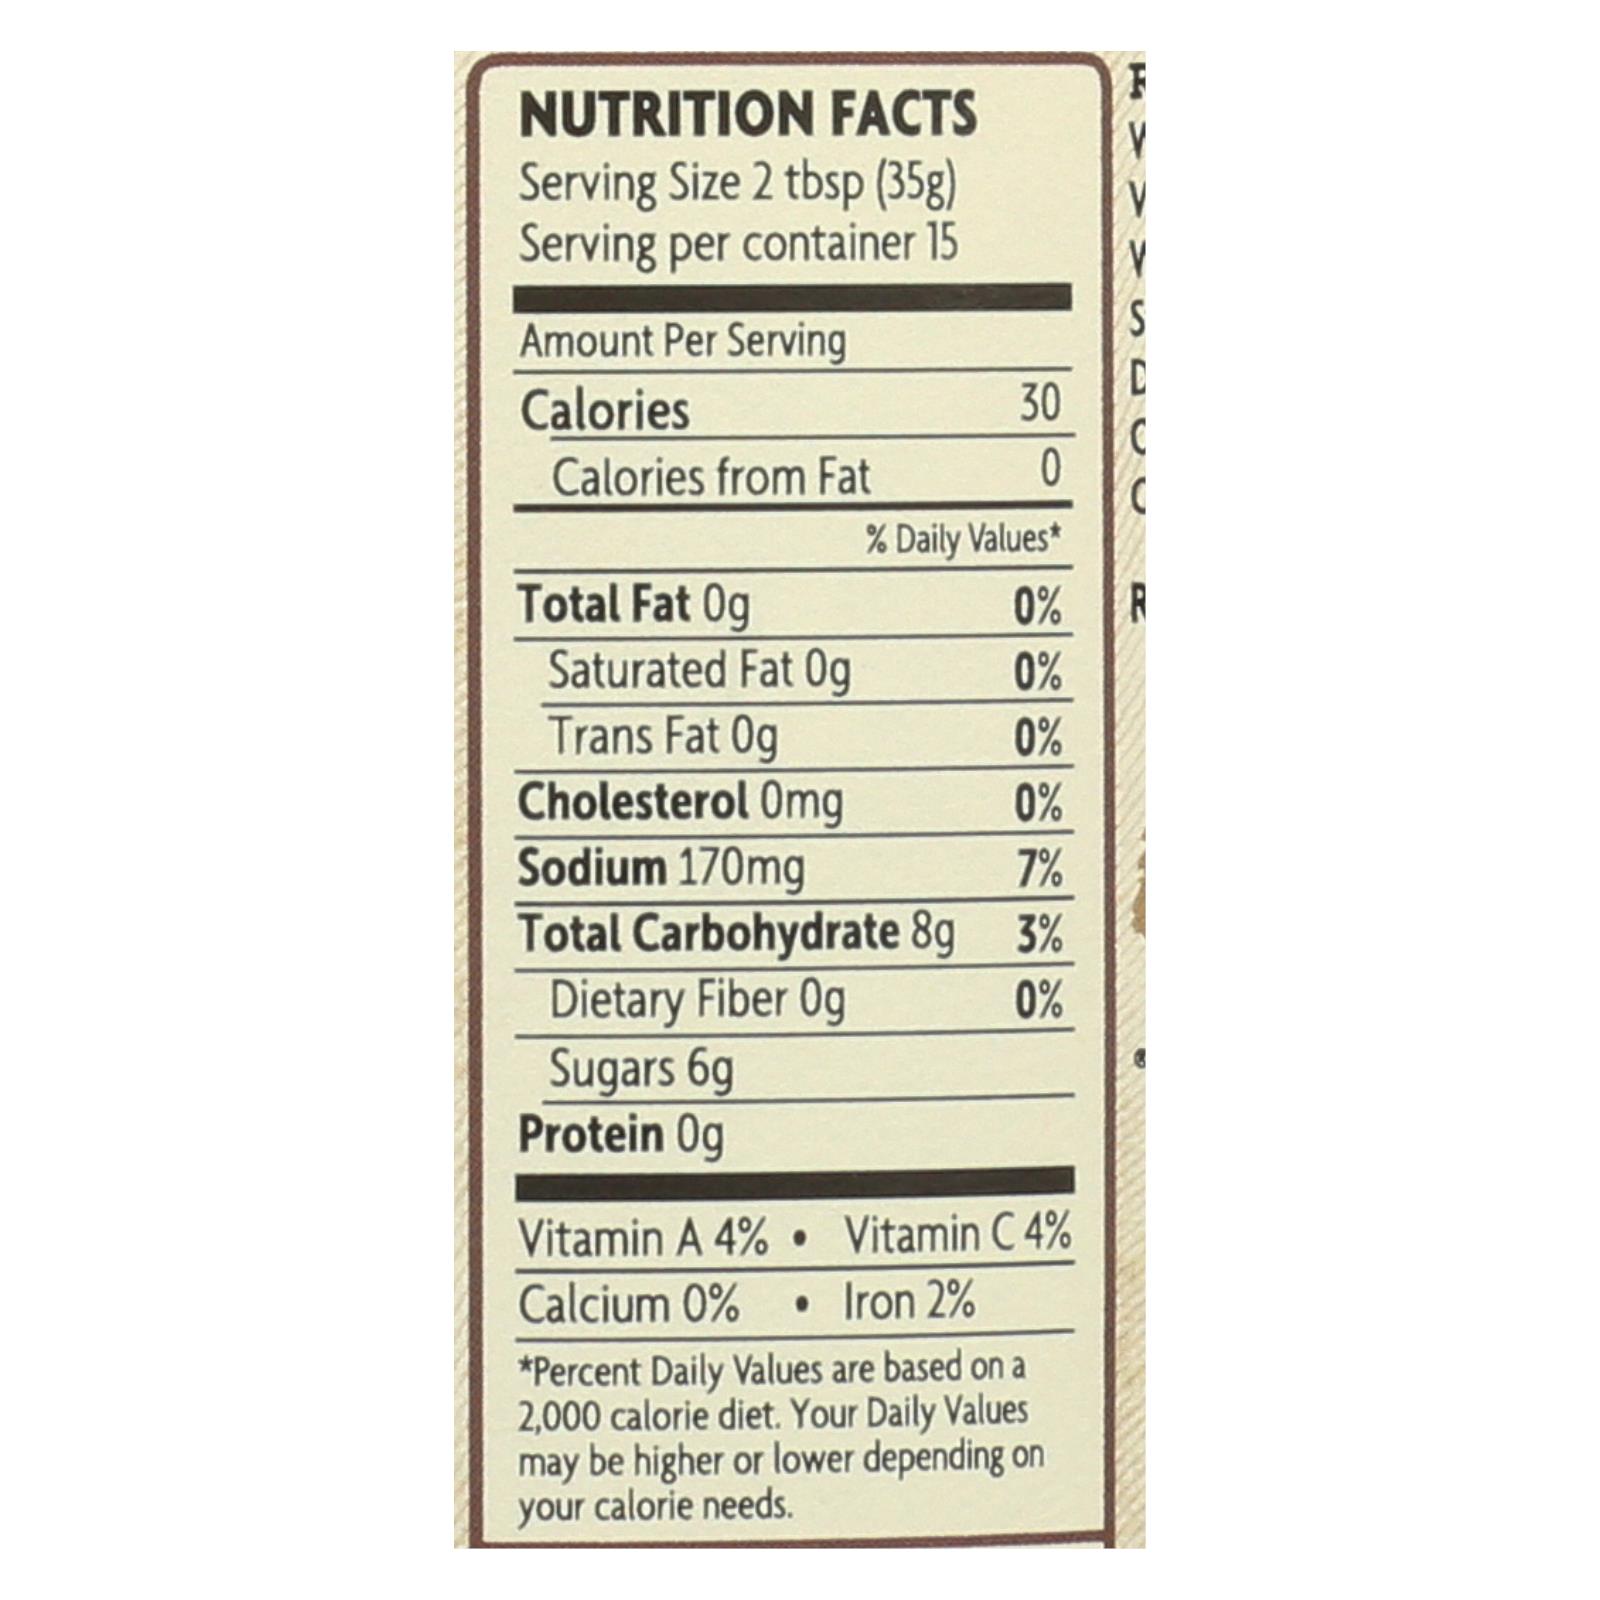 NUTRITION FACTS
Serving Size 2 tbsp (35g)
Serving per container 15
Amount Per Serving
Calories 30
Calories from Fat 0
% Daily Values*
Total Fat 0g 0%
Saturated Fat 0g 0%
Trans Fat 0g 0%
Cholesterol 0mg 0%
Sodium 170mg 7%
Total Carbohydrate 8g 3%
Dietary Fiber 0g 0%
Sugars 6g
Protein 0g
Vitamin A 4% • Vitamin C 4%
Calcium 0% • Iron 2%
*Percent Daily Values are based on a
2,000 calorie diet. Your Daily Values
may be higher or lower depending on
your calorie needs.